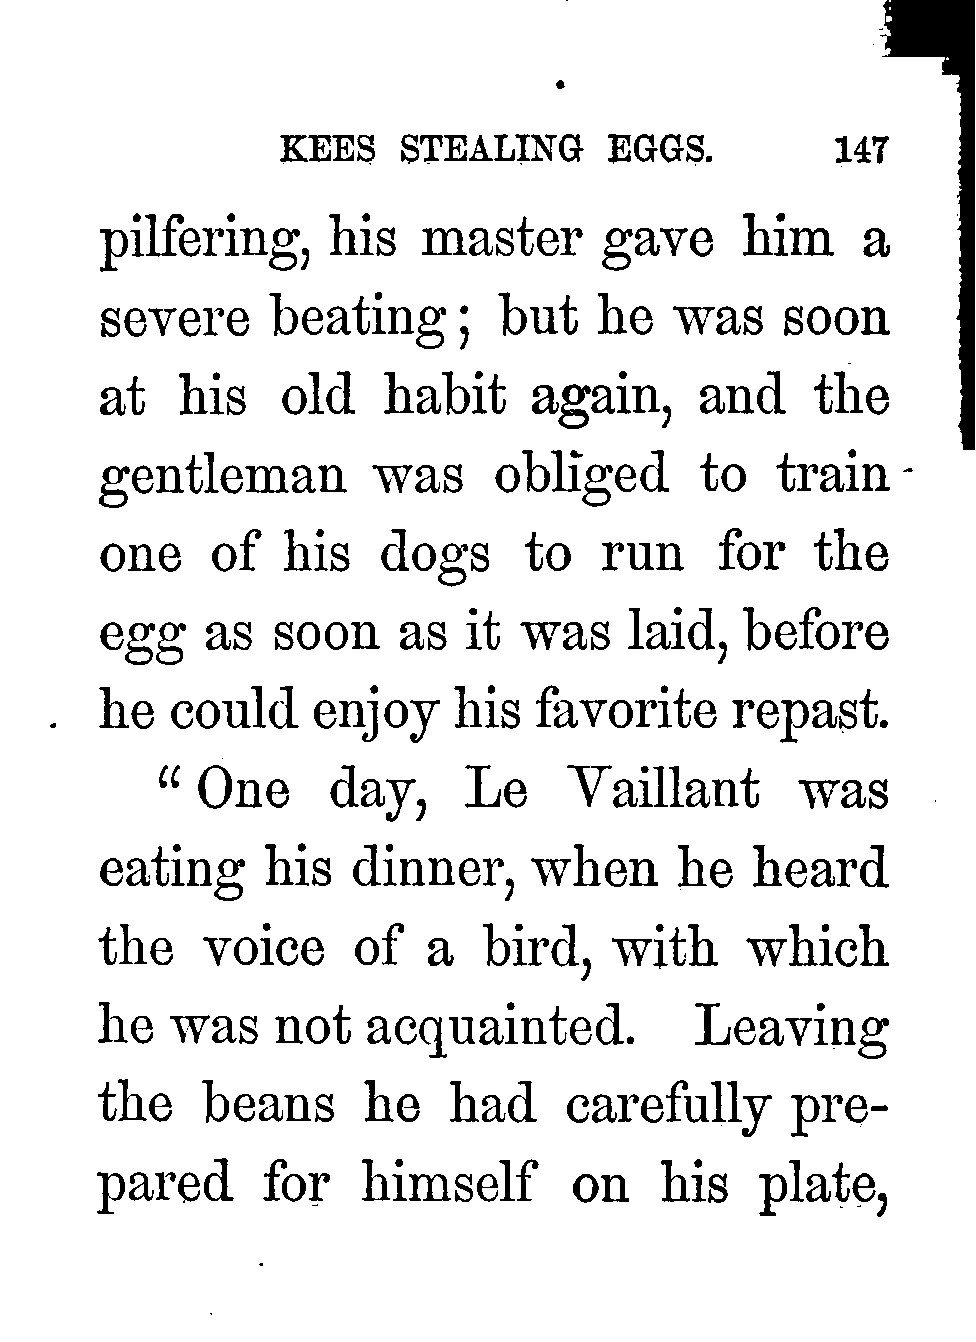 KEES STEALING EGGS. 147
pilfering, his master gave him a
severe beating; but he was soon
at his old habit again, and the
gentleman was obliged to train
one of his dogs to run for the
egg as soon as it was laid, before
he could enjoy his favorite repast.
“One day, Le Vaillant was
eating his dinner, when he heard
the voice of a bird, with which
he was not acquainted. Leaving
the beans he had carefully pre-
pared for himself on his plate,